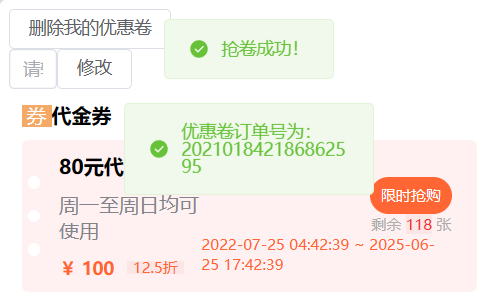 删除我的优惠卷
抢卷成功！
请
修改
券 代金券
优惠卷订单号为：
2021018421868625
95
80元代
限时抢购
周一至周日均可
使用
剩余 118 张
¥ 100 12.5折
2022-07-25 04:42:39 ~ 2025-06-
25 17:42:39